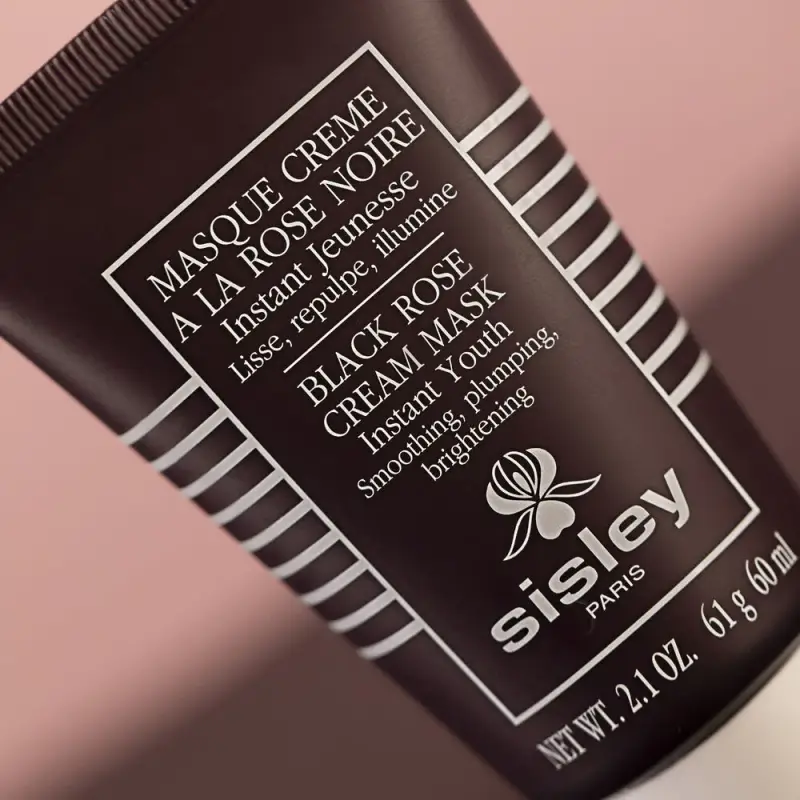 MASQUE CREME
A LA ROSE NOIRE
Instant Jeunesse
Lisse, repulpe, illumine
BLACK ROSE
CREAM MASK
Instant Youth
Smoothing, plumping,
brightening
sisley
PARIS
NET WT. 2.1 OZ. 61 g 60 ml